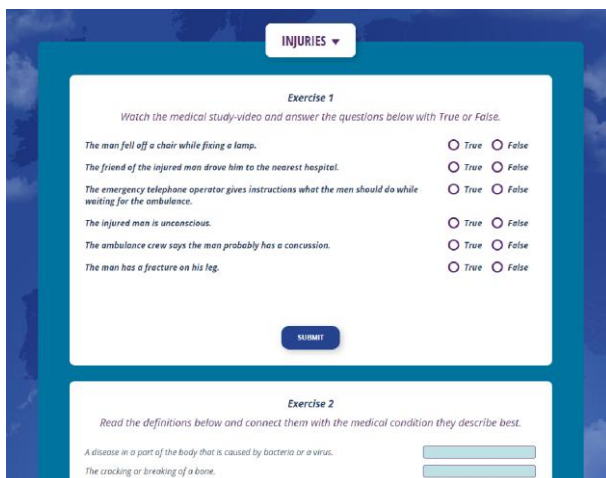 INJURIES
Exercise 1
Watch the medical study-video and answer the questions below with True or False.
The man fell off a chair while fixing a lamp. True False
The friend of the injured man drove him to the nearest hospital. True False
The emergency telephone operator gives instructions what the men should do while True False
waiting for the ambulance.
The injured man is unconscious. True False
The ambulance crew says the man probably has a concussion. True False
The man has a fracture on his leg. True False
SUBMIT
Exercise 2
Read the definitions below and connect them with the medical condition they describe best.
A disease in a part of the body that is caused by bacteria or a virus.
The cracking or breaking of a bone.